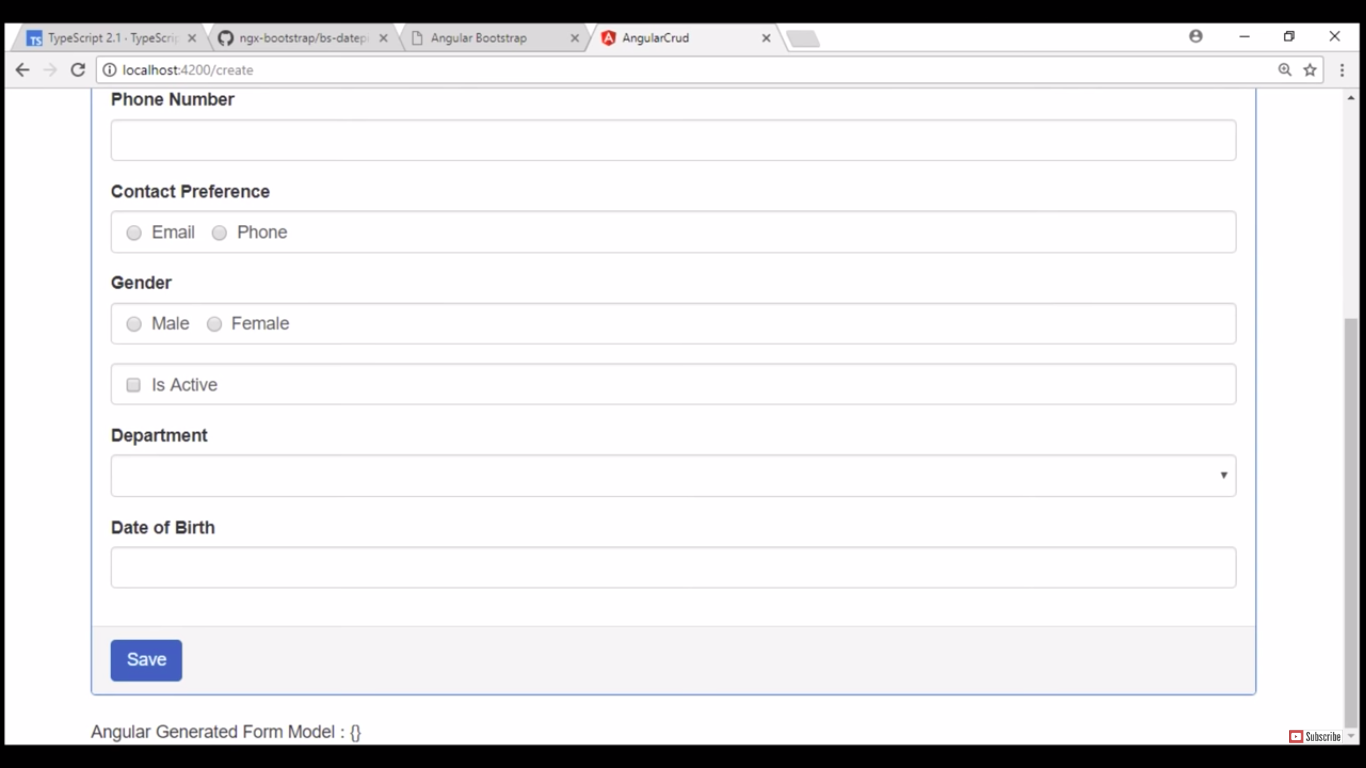 TypeScript 2.1 · TypeScrip
ngx-bootstrap/bs-datepi
Angular Bootstrap
AngularCrud
localhost:4200/create
Phone Number
Contact Preference
Email Phone
Gender
Male Female
Is Active
Department
Date of Birth
Save
Angular Generated Form Model : {}
Subscribe